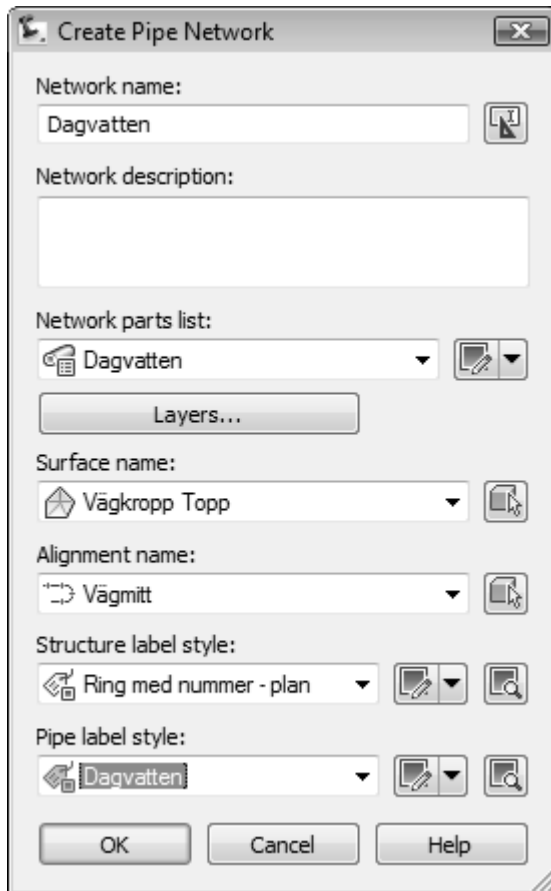 Create Pipe Network
Network name:
Dagvatten
Network description:
Network parts list:
Dagvatten
Layers...
Surface name:
Vägkropp Topp
Alignment name:
Vägmitt
Structure label style:
Ring med nummer - plan
Pipe label style:
Dagvatten
OK Cancel Help